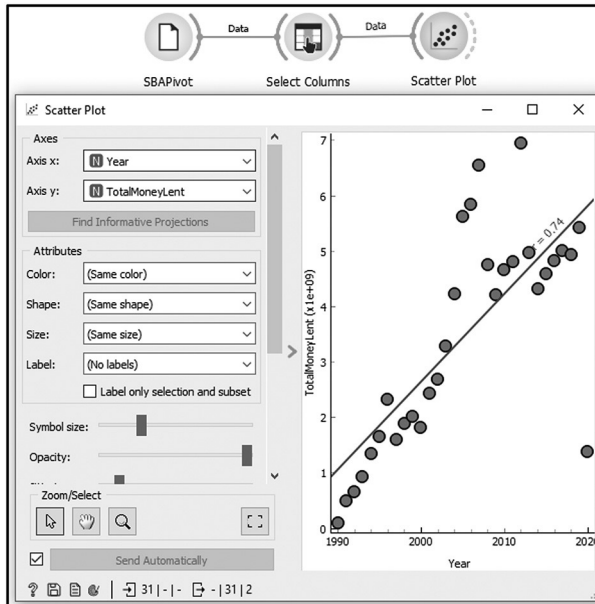 Data
Data
SBAPivot
Select Columns
Scatter Plot
Scatter Plot
Axes
Axis x:
N Year
Axis y:
N TotalMoneyLent
Find Informative Projections
Attributes
Color:
(Same color)
Shape:
(Same shape)
Size:
(Same size)
Label:
(No labels)
Label only selection and subset
Symbol size:
Opacity:
Zoom/Select
Send Automatically
? 31 | - | - - | 31 | 2
7
6
5
4
3
2
1
0
TotalMoneyLent (x1e+09)
r = 0.74
1990
2000
2010
2020
Year